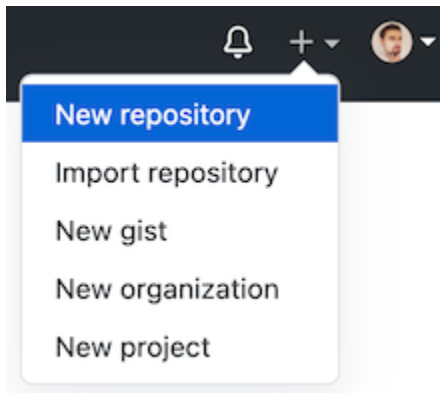 New repository
Import repository
New gist
New organization
New project